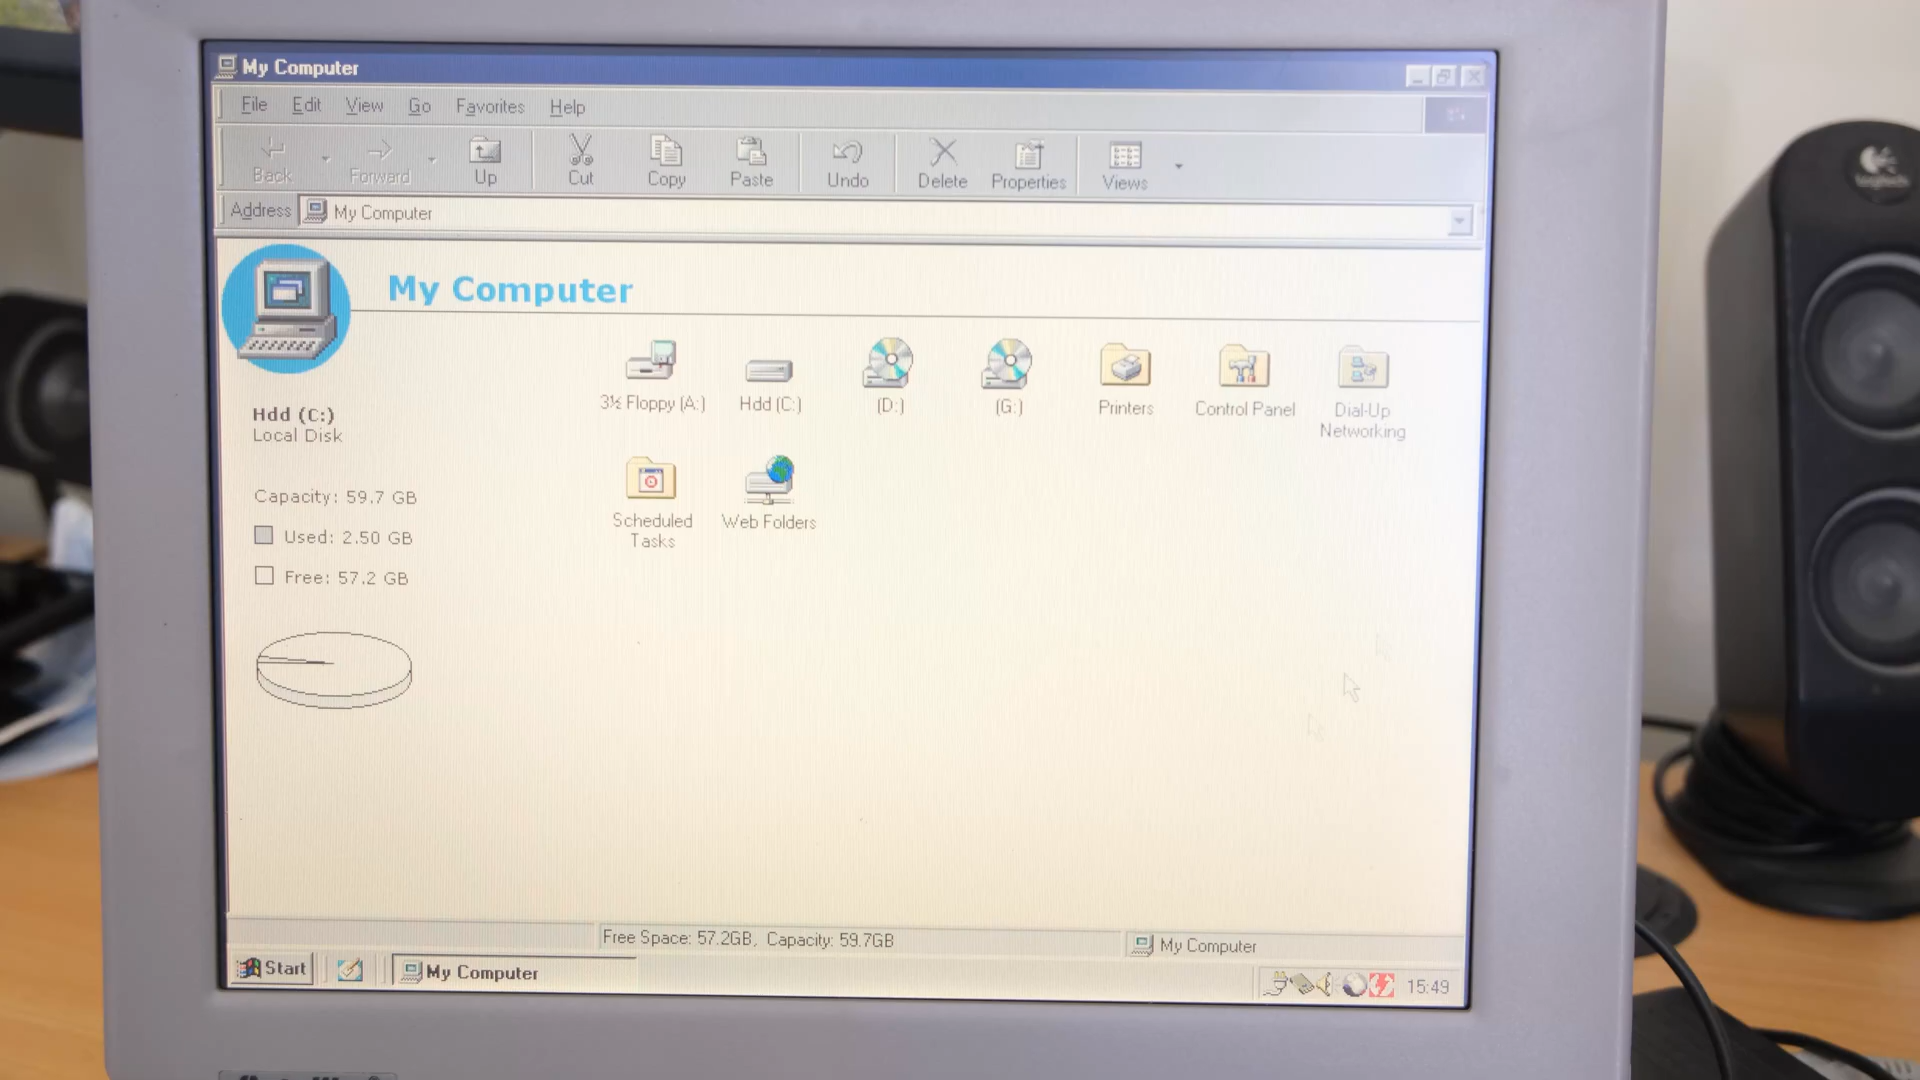 My Computer
File Edit View Go Favorites Help
Back Forward Up Cut Copy Paste Undo Delete Properties Views
Address My Computer
My Computer
3½ Floppy (A:) Hdd (C:) (D:) (G:) Printers Control Panel Dial-Up
Networking
Hdd (C:)
Local Disk
Capacity: 59.7 GB
Used: 2.50 GB
Free: 57.2 GB
Scheduled
Tasks
Web Folders
Free Space: 57.2GB, Capacity: 59.7GB My Computer
Start My Computer 15:49
Logitech